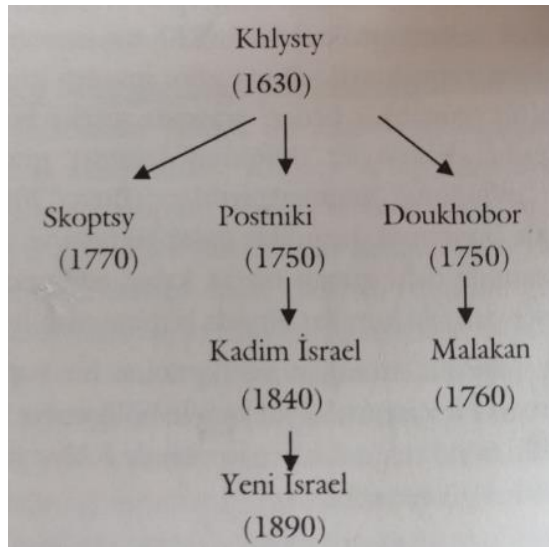 Khlysty
(1630)
Skoptsy Postniki Doukhobor
(1770) (1750) (1750)
Kadim İsrael Malakan
(1840) (1760)
Yeni İsrael
(1890)